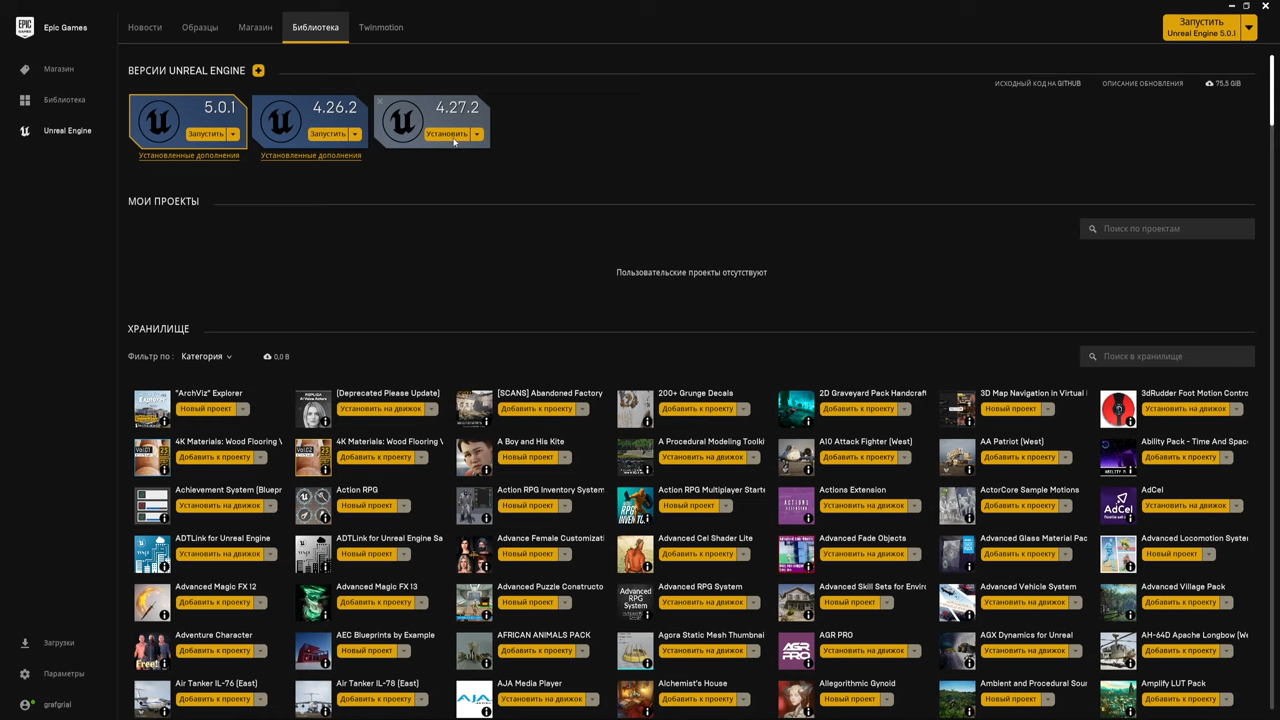 EPIC GAMES
Epic Games
Новости
Образцы
Магазин
Библиотека
Twinmotion
Запустить
Unreal Engine 5.0.1
Магазин
Библиотека
Unreal Engine
ВЕРСИИ UNREAL ENGINE
ИСХОДНЫЙ КОД НА GITHUB
ОПИСАНИЕ ОБНОВЛЕНИЯ
75,5 GiB
5.0.1
4.26.2
4.27.2
Запустить
Запустить
Установить
Установленные дополнения
Установленные дополнения
МОИ ПРОЕКТЫ
Поиск по проектам
Пользовательские проекты отсутствуют
ХРАНИЛИЩЕ
Фильтр по :
Категория
0,0 B
Поиск в хранилище
"ArchViz" Explorer
[Deprecated Please Update]
[SCANS] Abandoned Factory
200+ Grunge Decals
2D Graveyard Pack Handcraft
3D Map Navigation in Virtual
3dRudder Foot Motion Contro
Новый проект
Установить на движок
Добавить к проекту
Добавить к проекту
Добавить к проекту
Новый проект
Установить на движок
4K Materials: Wood Flooring V
4K Materials: Wood Flooring V
A Boy and His Kite
A Procedural Modeling Toolki
A10 Attack Fighter (West)
AA Patriot (West)
Ability Pack - Time And Space
Добавить к проекту
Добавить к проекту
Новый проект
Установить на движок
Добавить к проекту
Добавить к проекту
Добавить к проекту
Achievement System (Bluepr
Action RPG
Action RPG Inventory System
Action RPG Multiplayer Starte
Actions Extension
ActorCore Sample Motions
AdCel
Установить на движок
Новый проект
Новый проект
Новый проект
Установить на движок
Добавить к проекту
Установить на движок
ADTLink for Unreal Engine
ADTLink for Unreal Engine Sa
Advance Female Customizati
Advanced Cel Shader Lite
Advanced Fade Objects
Advanced Glass Material Pac
Advanced Locomotion System
Установить на движок
Новый проект
Новый проект
Добавить к проекту
Добавить к проекту
Добавить к проекту
Новый проект
Advanced Magic FX 12
Advanced Magic FX 13
Advanced Puzzle Constructo
Advanced RPG System
Advanced Skill Sets for Enviro
Advanced Vehicle System
Advanced Village Pack
Добавить к проекту
Добавить к проекту
Новый проект
Установить на движок
Новый проект
Установить на движок
Добавить к проекту
Adventure Character
AEC Blueprints by Example
AFRICAN ANIMALS PACK
Agora Static Mesh Thumbnai
AGR PRO
AGX Dynamics for Unreal
AH-64D Apache Longbow (We
Добавить к проекту
Новый проект
Добавить к проекту
Установить на движок
Установить на движок
Установить на движок
Добавить к проекту
Air Tanker IL-76 (East)
Air Tanker IL-78 (East)
AJA Media Player
Alchemist's House
Allegorithmic Gynoid
Ambient and Procedural Sour
Amplify LUT Pack
Добавить к проекту
Добавить к проекту
Установить на движок
Добавить к проекту
Новый проект
Новый проект
Добавить к проекту
Загрузки
Параметры
grafgrial